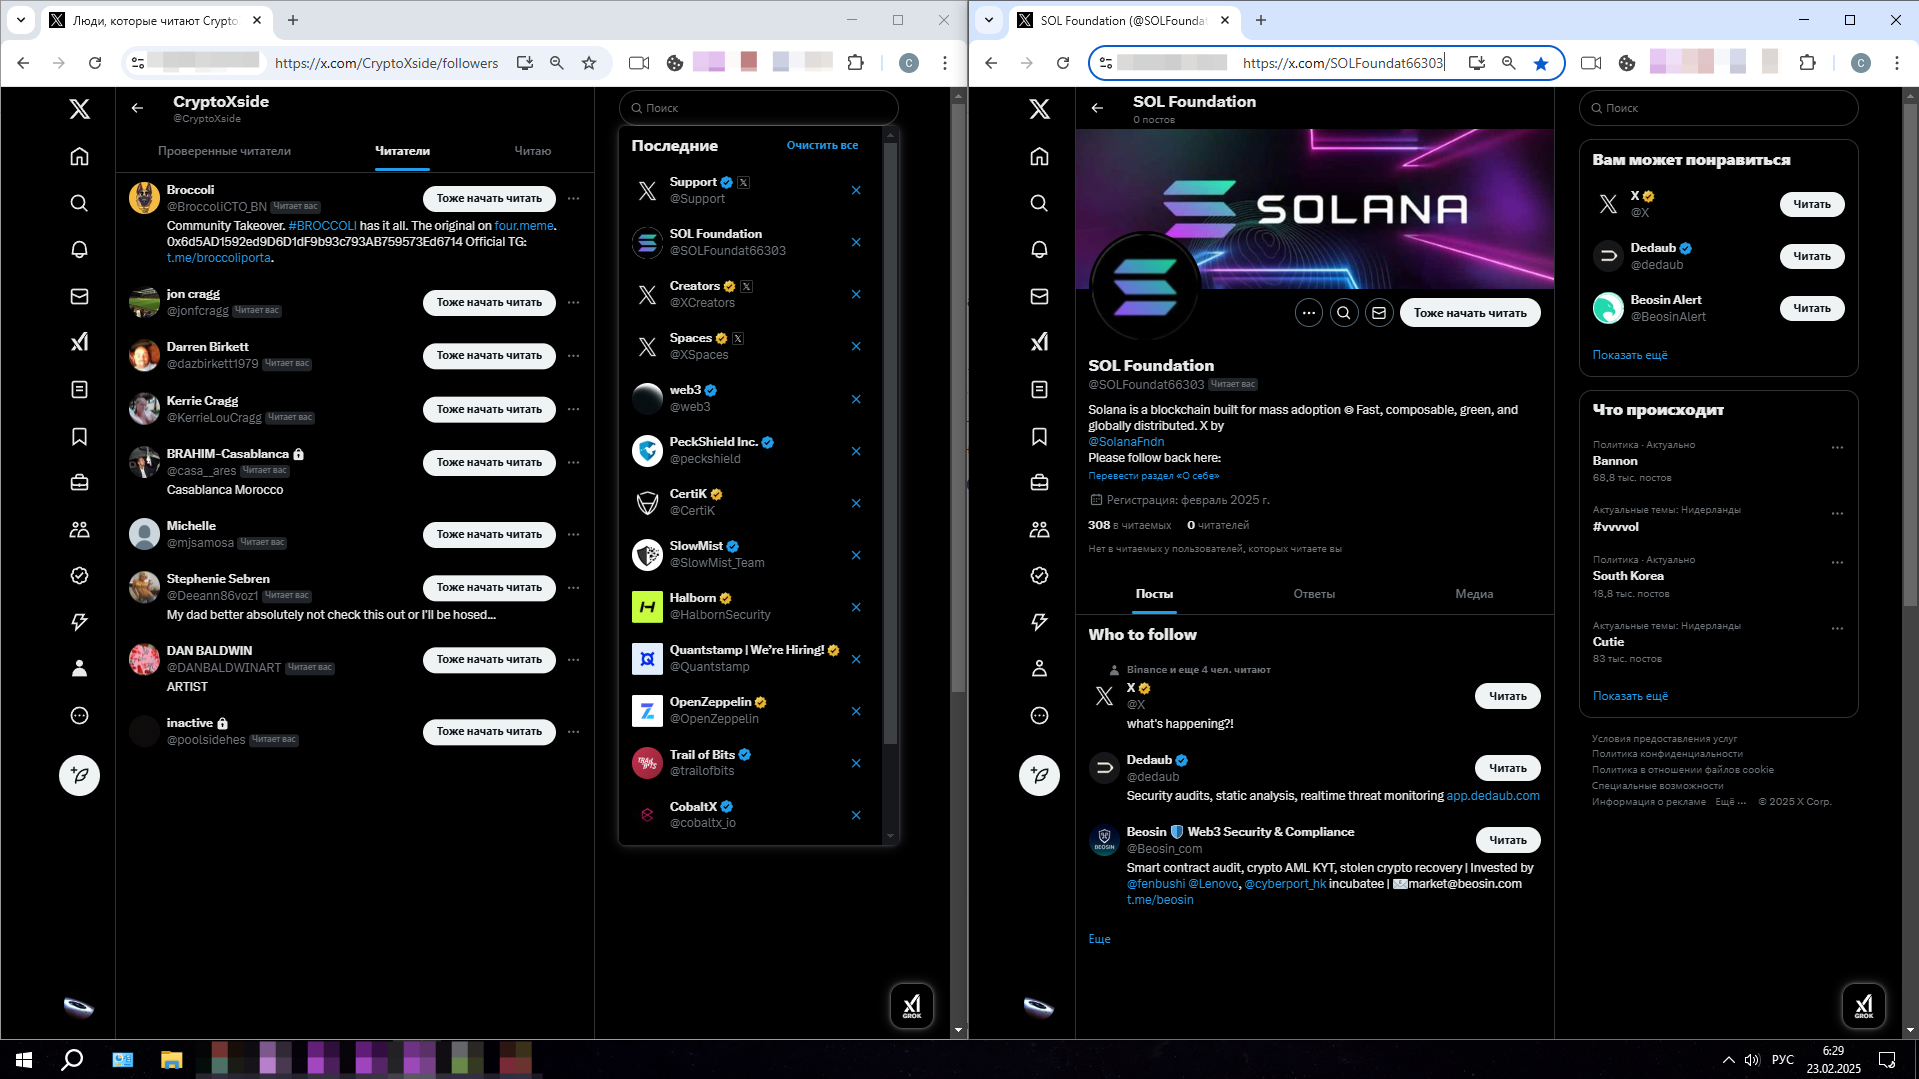 Люди, которые читают Crypto
https://x.com/CryptoXside/followers
C
CryptoXside
@CryptoXside
Проверенные читатели
Читатели
Читаю
Broccoli
@BroccoliCTO_BN Читает вас
Тоже начать читать
Community Takeover. #BROCCOLI has it all. The original on four.meme.
0x6d5AD1592ed9D6D1dF9b93c793AB759573Ed6714 Official TG:
t.me/broccoliporta.
jon cragg
@jonfcragg Читает вас
Тоже начать читать
Darren Birkett
@dazbirkett1979 Читает вас
Тоже начать читать
Kerrie Cragg
@KerrieLouCragg Читает вас
Тоже начать читать
BRAHIM-Casablanca
@casa__ares Читает вас
Тоже начать читать
Casablanca Morocco
Michelle
@mjsamosa Читает вас
Тоже начать читать
Stephenie Sebren
@Deeann86voz1 Читает вас
Тоже начать читать
My dad better absolutely not check this out or I'll be hosed...
DAN BALDWIN
@DANBALDWINART Читает вас
Тоже начать читать
ARTIST
inactive
@poolsidehes Читает вас
Тоже начать читать
Поиск
Последние
Очистить все
Support
@Support
SOL Foundation
@SOLFoundat66303
Creators
@XCreators
Spaces
@XSpaces
web3
@web3
PeckShield Inc.
@peckshield
CertiK
@CertiK
SlowMist
@SlowMist_Team
Halborn
@HalbornSecurity
Quantstamp | We're Hiring!
@Quantstamp
OpenZeppelin
@OpenZeppelin
TRAIL OF BITS
Trail of Bits
@trailofbits
CobaltX
@cobaltx_io
GROK
SOL Foundation (@SOLFoundat
https://x.com/SOLFoundat66303
C
SOL Foundation
0 постов
SOLANA
Тоже начать читать
SOL Foundation
@SOLFoundat66303 Читает вас
Solana is a blockchain built for mass adoption Fast, composable, green, and
globally distributed. X by
@SolanaFndn
Please follow back here:
Перевести раздел «О себе»
Регистрация: февраль 2025 г.
308 в читаемых 0 читателей
Нет в читаемых у пользователей, которых читаете вы
Посты
Ответы
Медиа
Who to follow
Binance и еще 4 чел. читают
X
@X
Читать
what's happening?!
Dedaub
@dedaub
Читать
Security audits, static analysis, realtime threat monitoring app.dedaub.com
BEOSIN
Beosin Web3 Security & Compliance
@Beosin_com
Читать
Smart contract audit, crypto AML KYT, stolen crypto recovery | Invested by
@fenbushi @Lenovo, @cyberport_hk incubatee | market@beosin.com
t.me/beosin
Еще
Поиск
Вам может понравиться
X
@X
Читать
Dedaub
@dedaub
Читать
Beosin Alert
@BeosinAlert
Читать
Показать ещё
Что происходит
Политика · Актуально
Bannon
68,8 тыс. постов
Актуальные темы: Нидерланды
#vvvvol
Политика · Актуально
South Korea
18,8 тыс. постов
Актуальные темы: Нидерланды
Cutie
83 тыс. постов
Показать ещё
Условия предоставления услуг
Политика конфиденциальности
Политика в отношении файлов cookie
Специальные возможности
Информация о рекламе Ещё ··· © 2025 X Corp.
GROK
РУС
6:29
23.02.2025